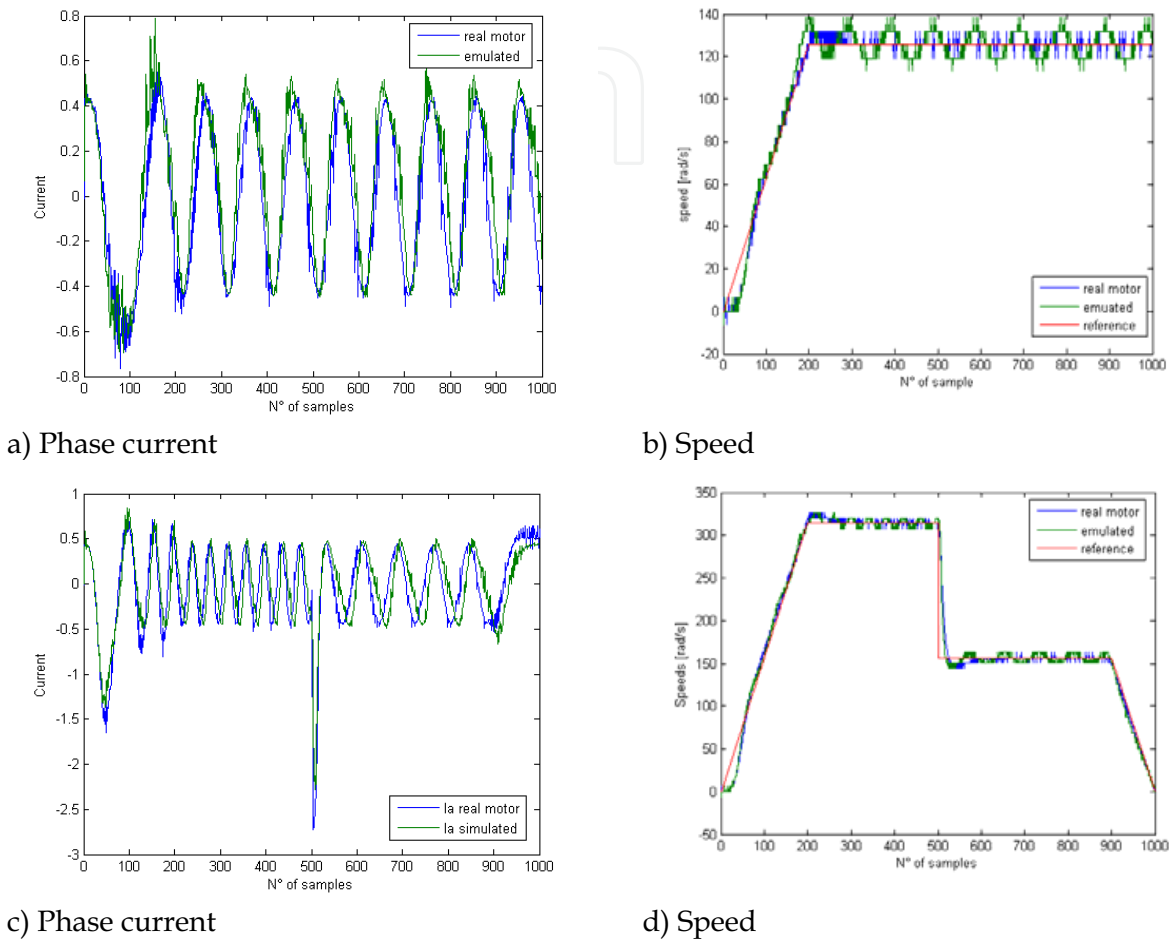 0.8
0.6
0.4
0.2
0
-0.2
-0.4
-0.6
-0.8
Current
real motor
emulated
0 100 200 300 400 500 600 700 800 900 1000
N° of samples
140
120
100
80
60
40
20
0
-20
speed [rad/s]
real motor
emuated
reference
0 100 200 300 400 500 600 700 800 900 1000
N° of sample
a) Phase current
b) Speed
1
0.5
0
-0.5
-1
-1.5
-2
-2.5
-3
Current
Ia real motor
Ia simulated
0 100 200 300 400 500 600 700 800 900 1000
N° of samples
350
300
250
200
150
100
50
0
-50
Speeds [rad/s]
real motor
emulated
reference
0 100 200 300 400 500 600 700 800 900 1000
N° of samples
c) Phase current
d) Speed